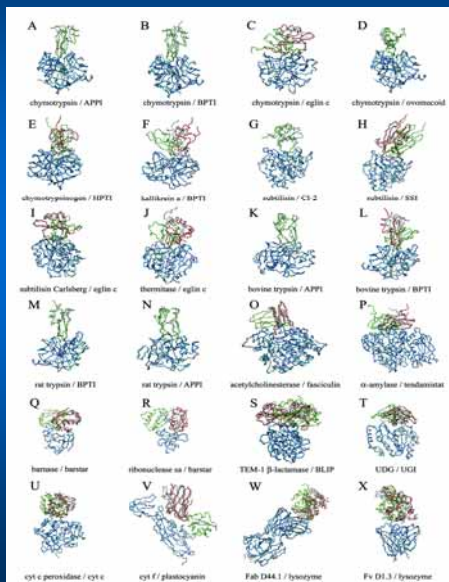 A B C D
chymotrypsin / APPI chymotrypsin / BPTI chymotrypsin / eglin c chymotrypsin / ovomucoid
E F G H
chymotrypsinogen / HPTI kallikrein a / BPTI subtilisin / CI-2 subtilisin / SSI
I J K L
subtilisin Carlsberg / eglin c thermitase / eglin c bovine trypsin / APPI bovine trypsin / BPTI
M N O P
rat trypsin / BPTI rat trypsin / APPI acetylcholinesterase / fasciculin α-amylase / tendamistat
Q R S T
barnase / barstar ribonuclease sa / barstar TEM-1 β-lactamase / BLIP UDG / UGI
U V W X
cyt c peroxidase / cyt c cyt f / plastocyanin Fab D44.1 / lysozyme Fv D1.3 / lysozyme